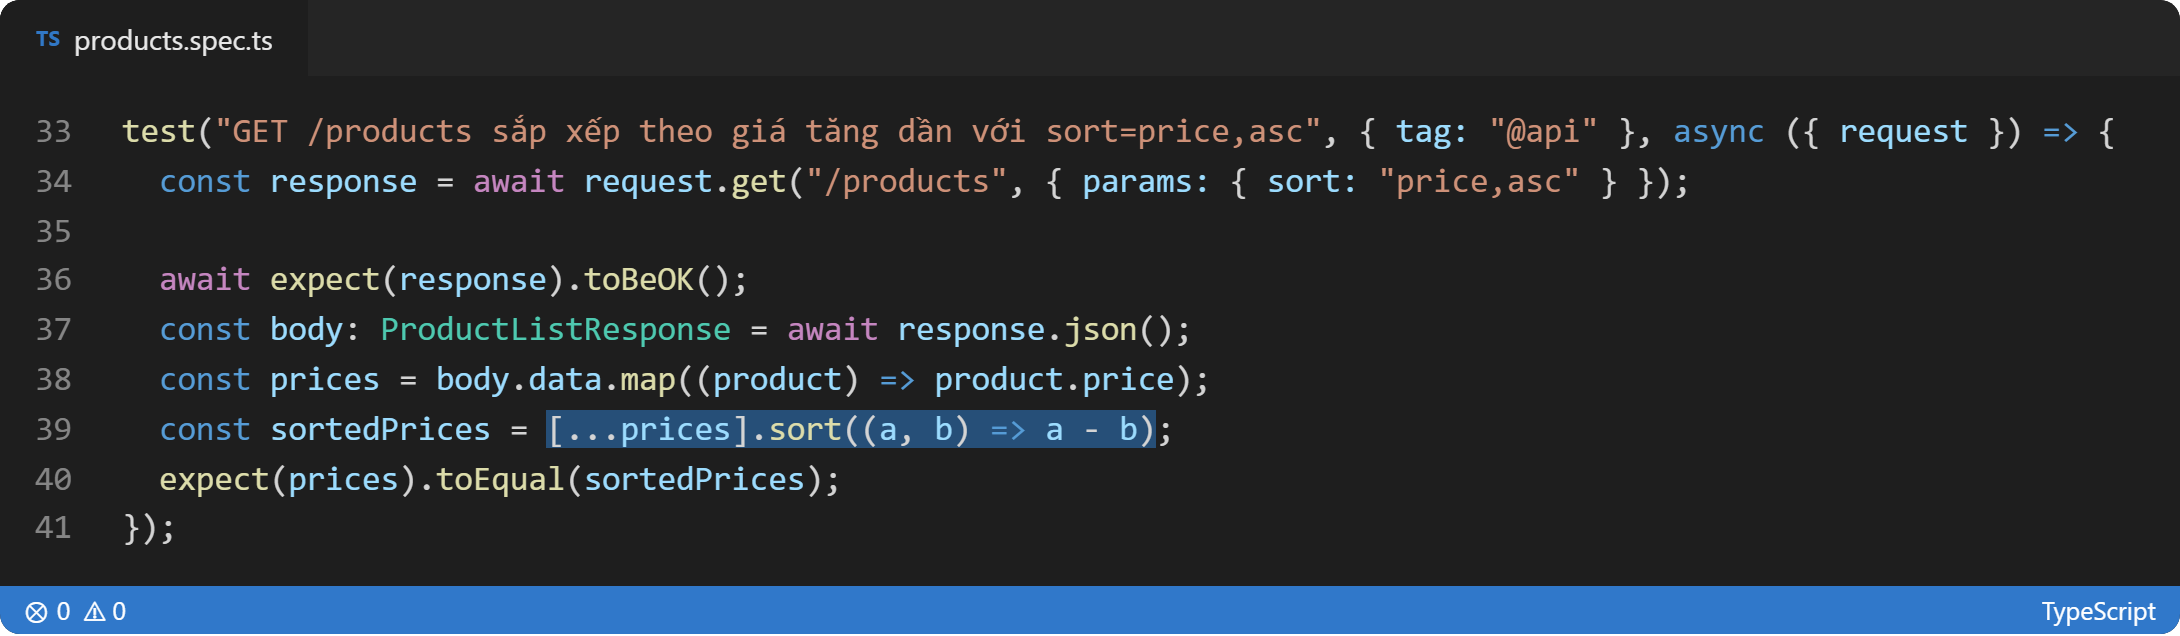 TS products.spec.ts
33 test("GET /products sắp xếp theo giá tăng dần với sort=price,asc", { tag: "@api" }, async ({ request }) => {
34   const response = await request.get("/products", { params: { sort: "price,asc" } });
35
36   await expect(response).toBeOK();
37   const body: ProductListResponse = await response.json();
38   const prices = body.data.map((product) => product.price);
39   const sortedPrices = [...prices].sort((a, b) => a - b);
40   expect(prices).toEqual(sortedPrices);
41 });
0 0 TypeScript